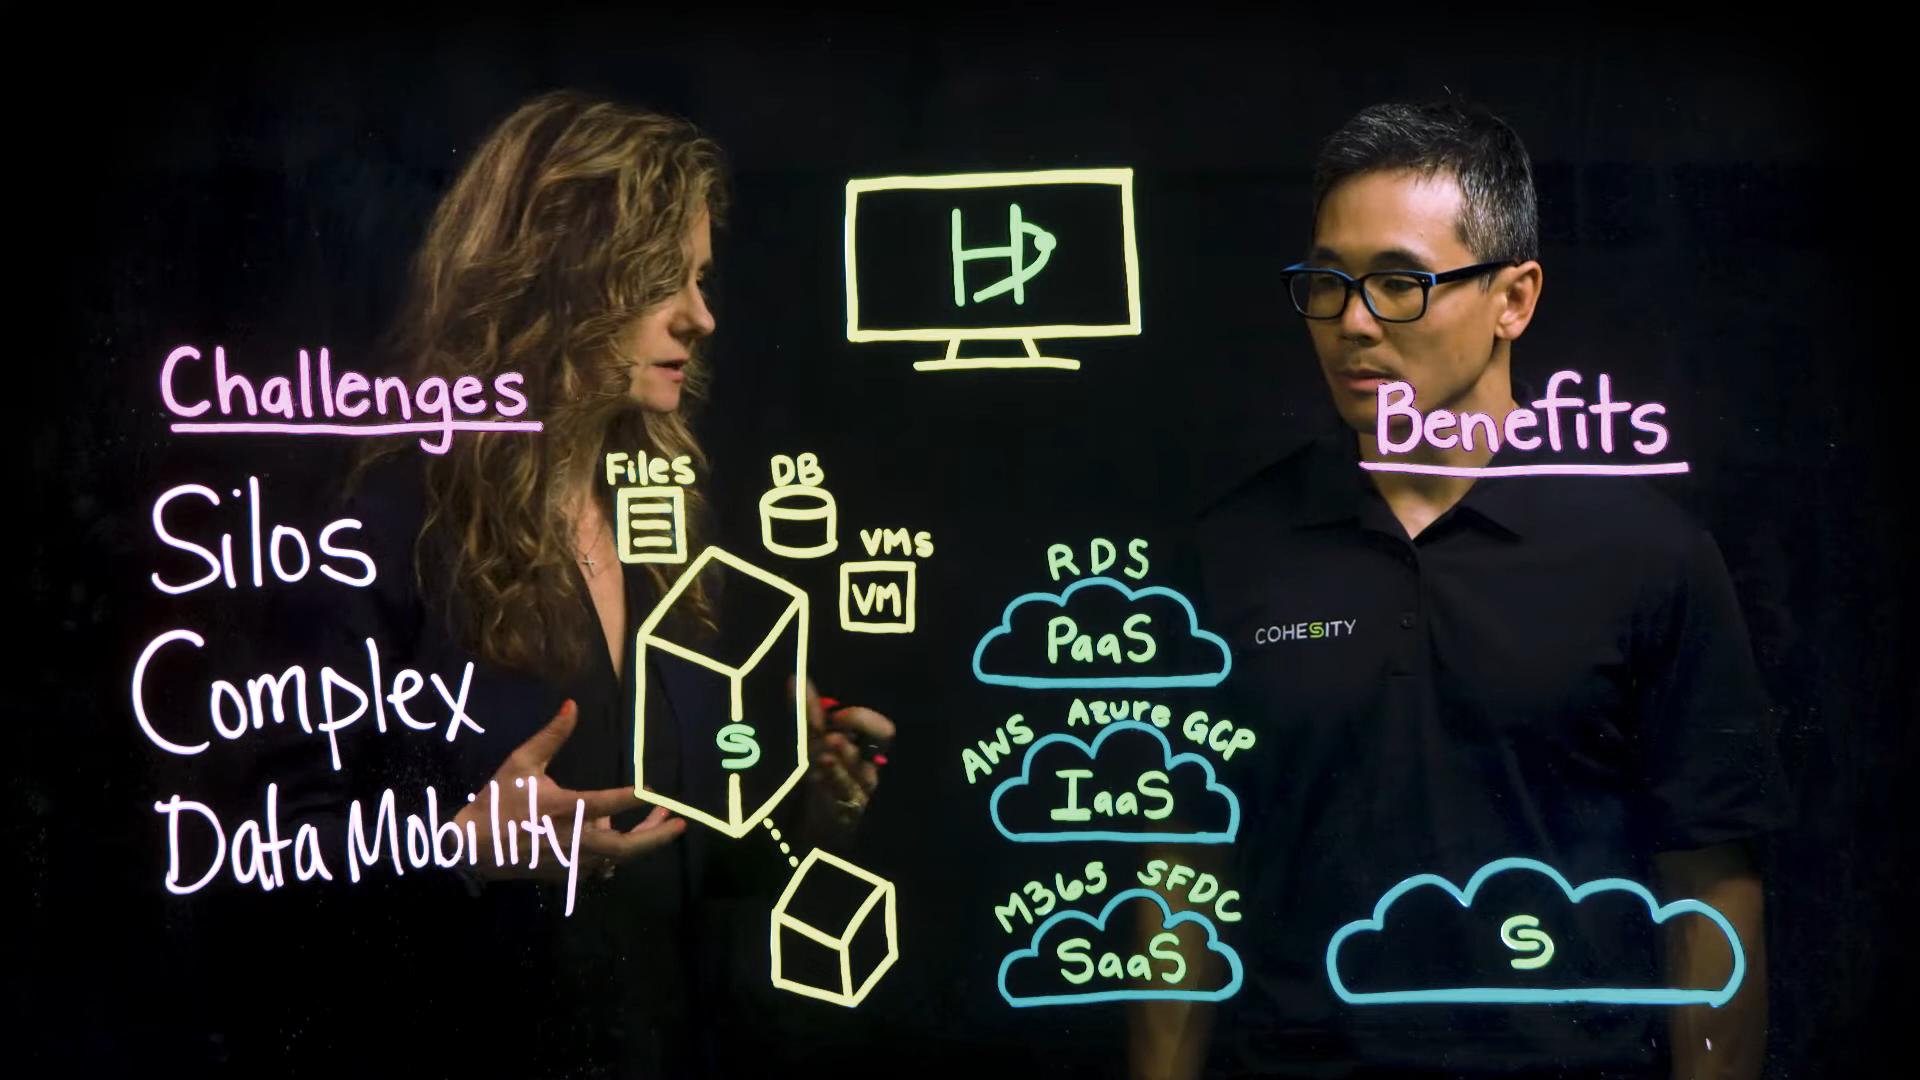 Challenges
Silos
Complex
Data Mobility
Files
DB
VMs
VM
S
RDS
PaaS
AWS Azure GCP
IaaS
M365 SFDC
SaaS
Benefits
COHESITY
S